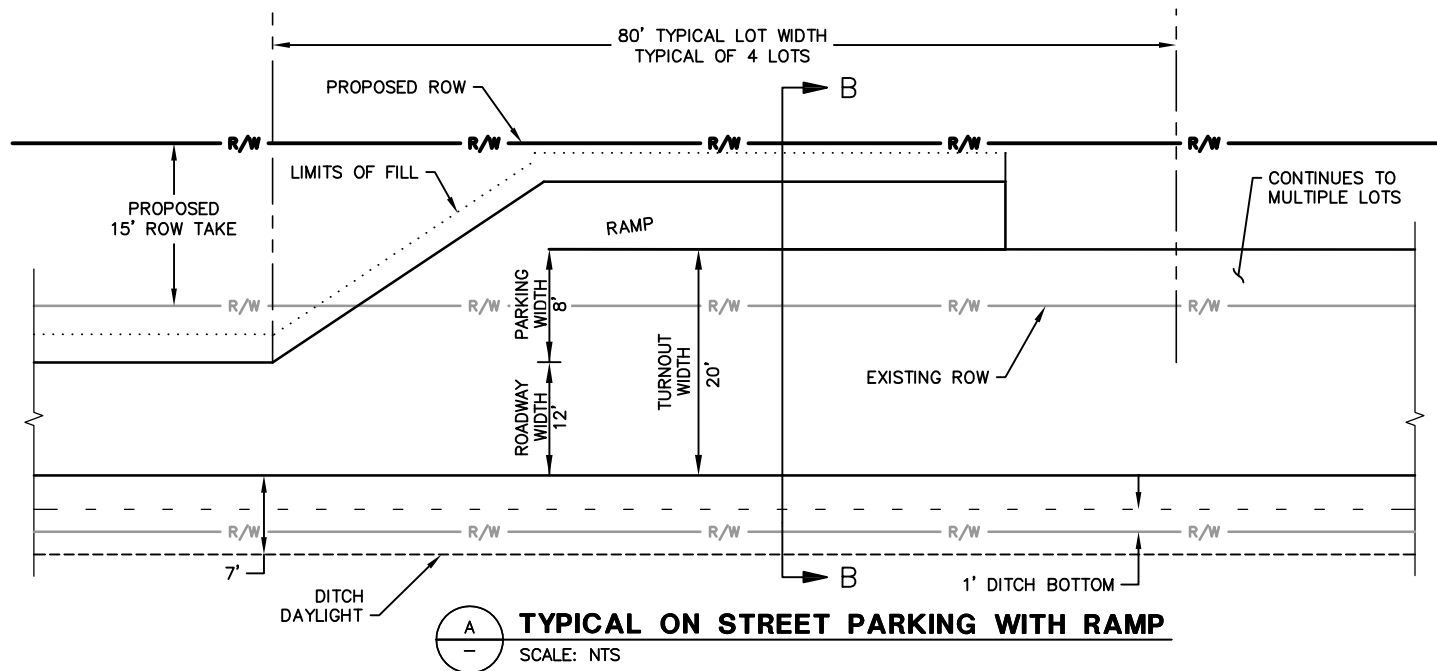 80' TYPICAL LOT WIDTH
TYPICAL OF 4 LOTS
PROPOSED ROW
B
R/W R/W R/W R/W R/W
LIMITS OF FILL
CONTINUES TO
MULTIPLE LOTS
PROPOSED
15' ROW TAKE
RAMP
R/W R/W R/W R/W R/W
PARKING
WIDTH
8'
TURNOUT
WIDTH
20'
EXISTING ROW
ROADWAY
WIDTH
12'
R/W R/W R/W R/W R/W
7'
B
1' DITCH BOTTOM
DITCH
DAYLIGHT
A
–
TYPICAL ON STREET PARKING WITH RAMP
SCALE: NTS